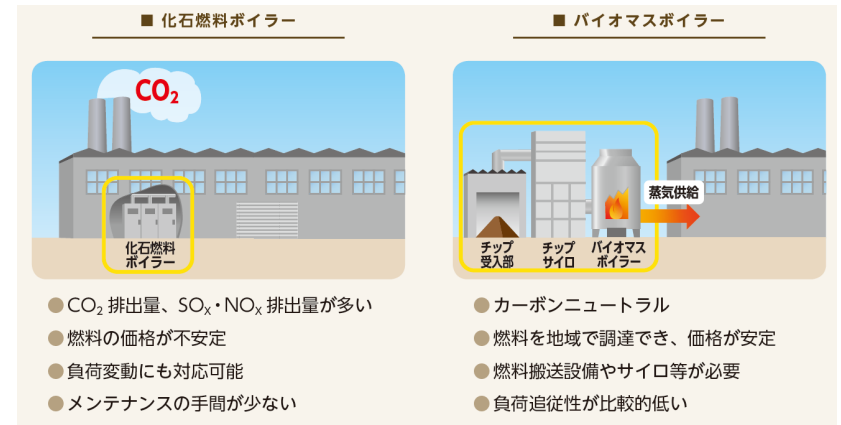 ■ 化石燃料ボイラー
CO₂
化石燃料
ボイラー
●CO₂ 排出量、SOₓ・NOₓ 排出量が多い
●燃料の価格が不安定
●負荷変動にも対応可能
●メンテナンスの手間が少ない
■ バイオマスボイラー
蒸気供給
チップ
受入部
チップ
サイロ
バイオマス
ボイラー
●カーボンニュートラル
●燃料を地域で調達でき、価格が安定
●燃料搬送設備やサイロ等が必要
●負荷追従性が比較的低い